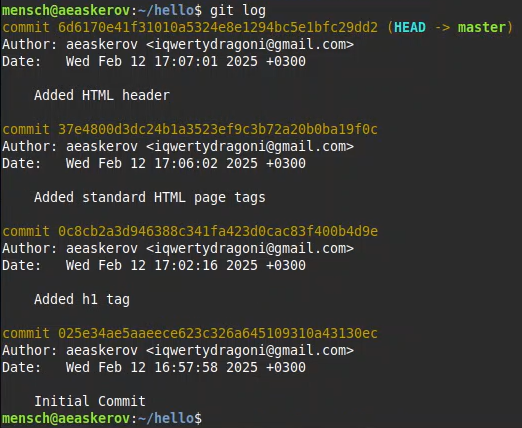 mensch@aeaskerov:~/hello$ git log
commit 6d6170e41f31010a5324e8e1294bc5e1bfc29dd2 (HEAD -> master)
Author: aeaskerov <iqwertydragoni@gmail.com>
Date:   Wed Feb 12 17:07:01 2025 +0300
Added HTML header
commit 37e4800d3dc24b1a3523ef9c3b72a20b0ba19f0c
Author: aeaskerov <iqwertydragoni@gmail.com>
Date:   Wed Feb 12 17:06:02 2025 +0300
Added standard HTML page tags
commit 0c8cb2a3d946388c341fa423d0cac83f400b4d9e
Author: aeaskerov <iqwertydragoni@gmail.com>
Date:   Wed Feb 12 17:02:16 2025 +0300
Added h1 tag
commit 025e34ae5aaeece623c326a645109310a43130ec
Author: aeaskerov <iqwertydragoni@gmail.com>
Date:   Wed Feb 12 16:57:58 2025 +0300
Initial Commit
mensch@aeaskerov:~/hello$